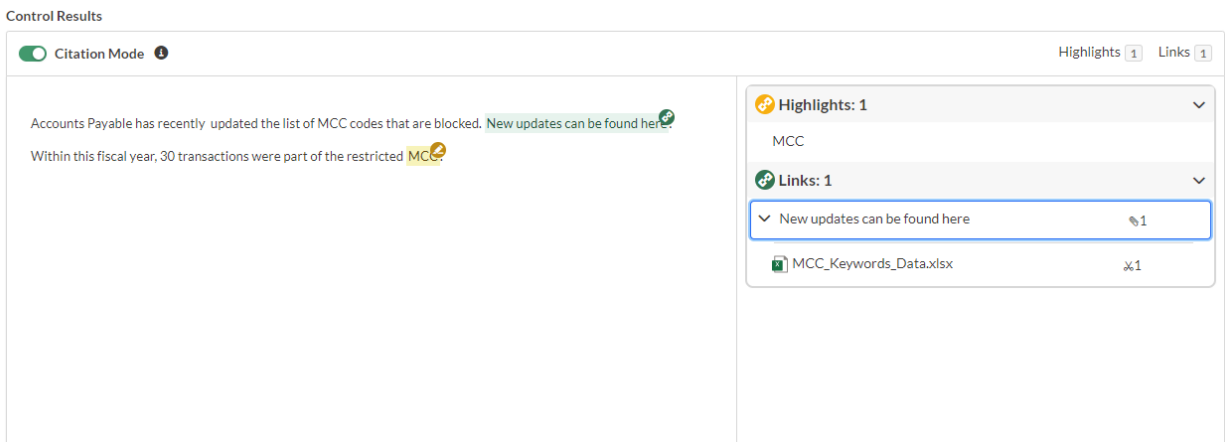 Control Results
Citation Mode
Highlights 1 Links 1
Accounts Payable has recently updated the list of MCC codes that are blocked. New updates can be found here.
Within this fiscal year, 30 transactions were part of the restricted MCC.
Highlights: 1
MCC
Links: 1
New updates can be found here 1
MCC_Keywords_Data.xlsx 1